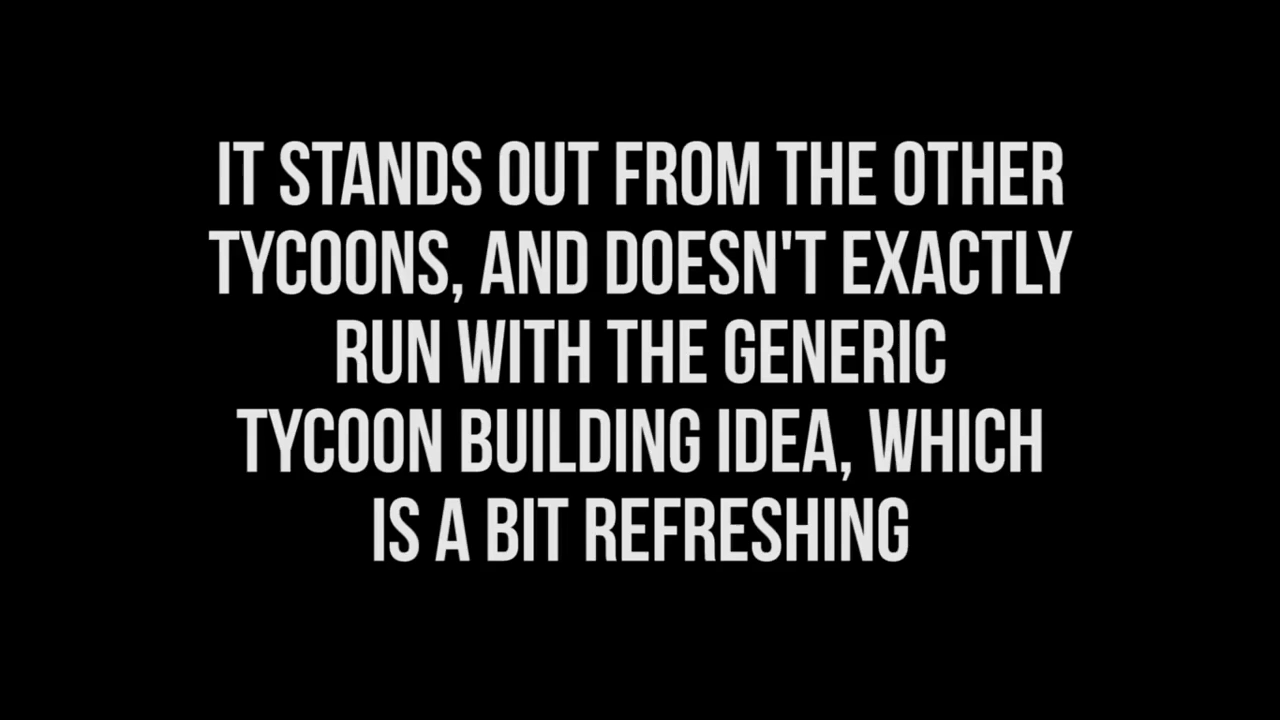 IT STANDS OUT FROM THE OTHER
TYCOONS, AND DOESN'T EXACTLY
RUN WITH THE GENERIC
TYCOON BUILDING IDEA, WHICH
IS A BIT REFRESHING